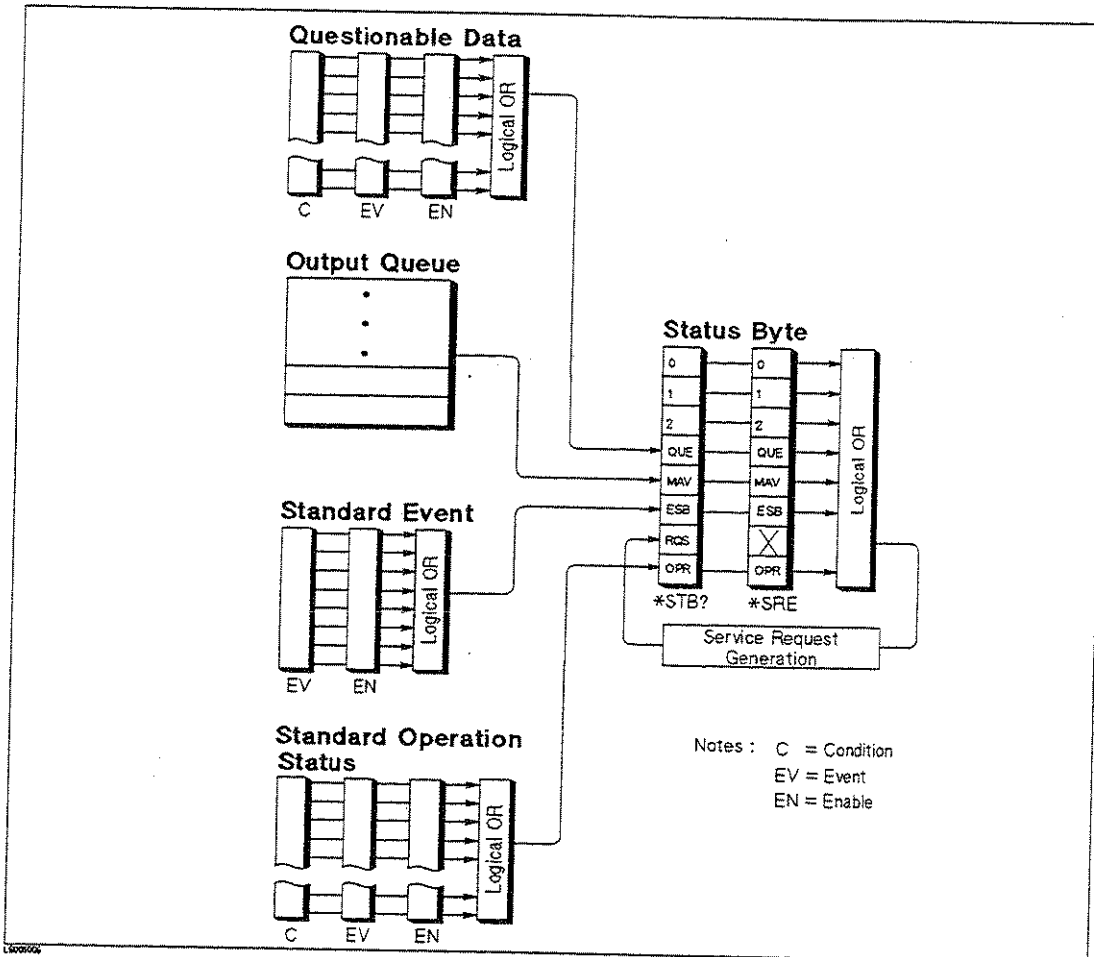 Questionable Data
Logical OR
C
EV
EN
Output Queue
Status Byte
0
0
1
1
2
2
QUE
QUE
MAV
MAV
ESB
ESB
RQS
OPR
OPR
Logical OR
*STB?
*SRE
Service Request
Generation
Standard Event
Logical OR
EV
EN
Standard Operation
Status
Logical OR
C
EV
EN
Notes : C = Condition
EV = Event
EN = Enable